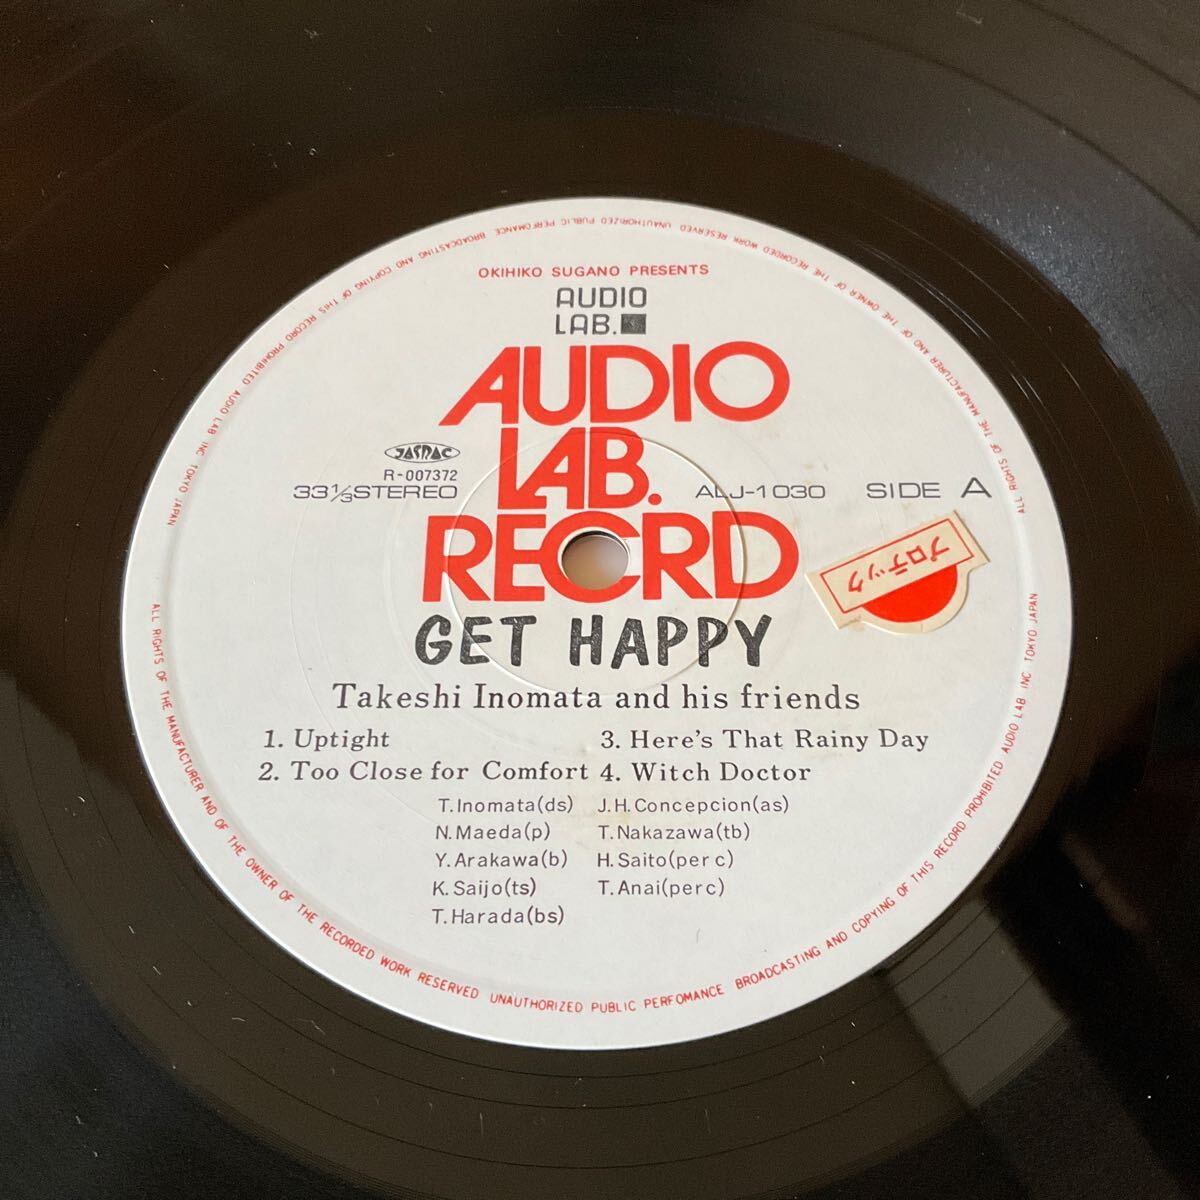 OKIHIKO SUGANO PRESENTS
AUDIO
LAB.
AUDIO
LAB.
RECRD
JASRAC
R-007372
33⅓STEREO
ALJ-1030
SIDE A
プロテック
GET HAPPY
Takeshi Inomata and his friends
1. Uptight
2. Too Close for Comfort
3. Here's That Rainy Day
4. Witch Doctor
T.Inomata(ds)
N.Maeda(p)
Y.Arakawa(b)
K.Saijo(ts)
T.Harada(bs)
J.H.Concepcion(as)
T.Nakazawa(tb)
H.Saito(perc)
T.Anai(perc)
ALL RIGHTS OF THE MANUFACTURER AND OF THE OWNER OF THE RECORDED WORK RESERVED UNAUTHORIZED PUBLIC PERFOMANCE BROADCASTING AND COPYING OF THIS RECORD PROHIBITED AUDIO LAB INC TOKYO JAPAN
ALL RIGHTS OF THE MANUFACTURER AND OF THE OWNER OF THE RECORDED WORK RESERVED UNAUTHORIZED PUBLIC PERFOMANCE BROADCASTING AND COPYING OF THIS RECORD PROHIBITED AUDIO LAB INC TOKYO JAPAN